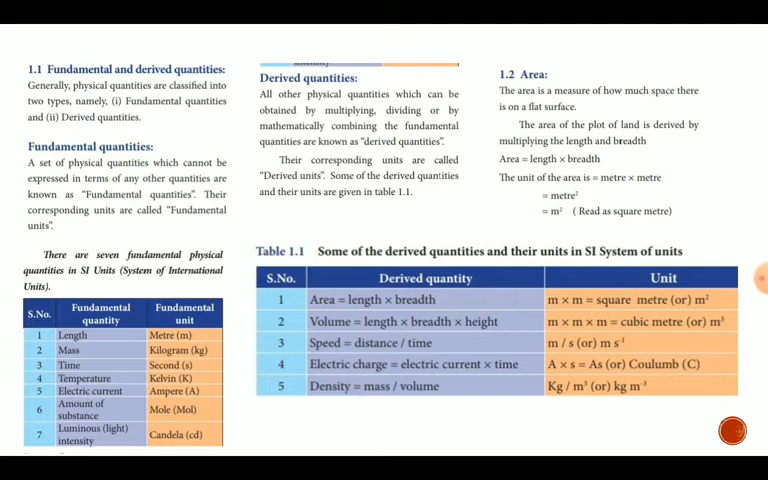 1.1 Fundamental and derived quantities:
Generally, physical quantities are classified into
two types, namely, (i) Fundamental quantities
and (ii) Derived quantities.
Fundamental quantities:
A set of physical quantities which cannot be
expressed in terms of any other quantities are
known as "Fundamental quantities". Their
corresponding units are called "Fundamental
units".
There are seven fundamental physical
quantities in SI Units (System of International
Units).
S.No. Fundamental quantity Fundamental unit
1 Length Metre (m)
2 Mass Kilogram (kg)
3 Time Second (s)
4 Temperature Kelvin (K)
5 Electric current Ampere (A)
6 Amount of substance Mole (Mol)
7 Luminous (light) intensity Candela (cd)
Derived quantities:
All other physical quantities which can be
obtained by multiplying, dividing or by
mathematically combining the fundamental
quantities are known as "derived quantities".
Their corresponding units are called
"Derived units". Some of the derived quantities
and their units are given in table 1.1.
1.2 Area:
The area is a measure of how much space there
is on a flat surface.
The area of the plot of land is derived by
multiplying the length and breadth
Area = length × breadth
The unit of the area is = metre × metre
= metre²
= m² ( Read as square metre)
Table 1.1 Some of the derived quantities and their units in SI System of units
S.No. Derived quantity Unit
1 Area = length × breadth m × m = square metre (or) m²
2 Volume = length × breadth × height m × m × m = cubic metre (or) m³
3 Speed = distance / time m / s (or) m s⁻¹
4 Electric charge = electric current × time A × s = As (or) Coulumb (C)
5 Density = mass / volume Kg / m³ (or) kg m⁻³